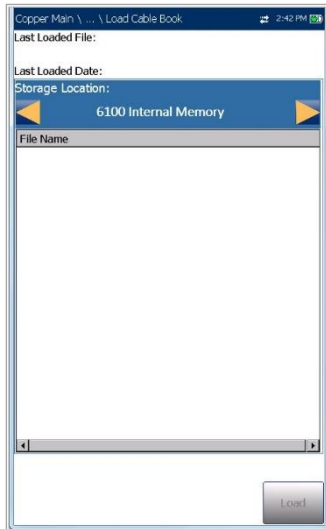 Copper Main \ ... \ Load Cable Book 2:42 PM
Last Loaded File:
Last Loaded Date:
Storage Location:
6100 Internal Memory
File Name
Load